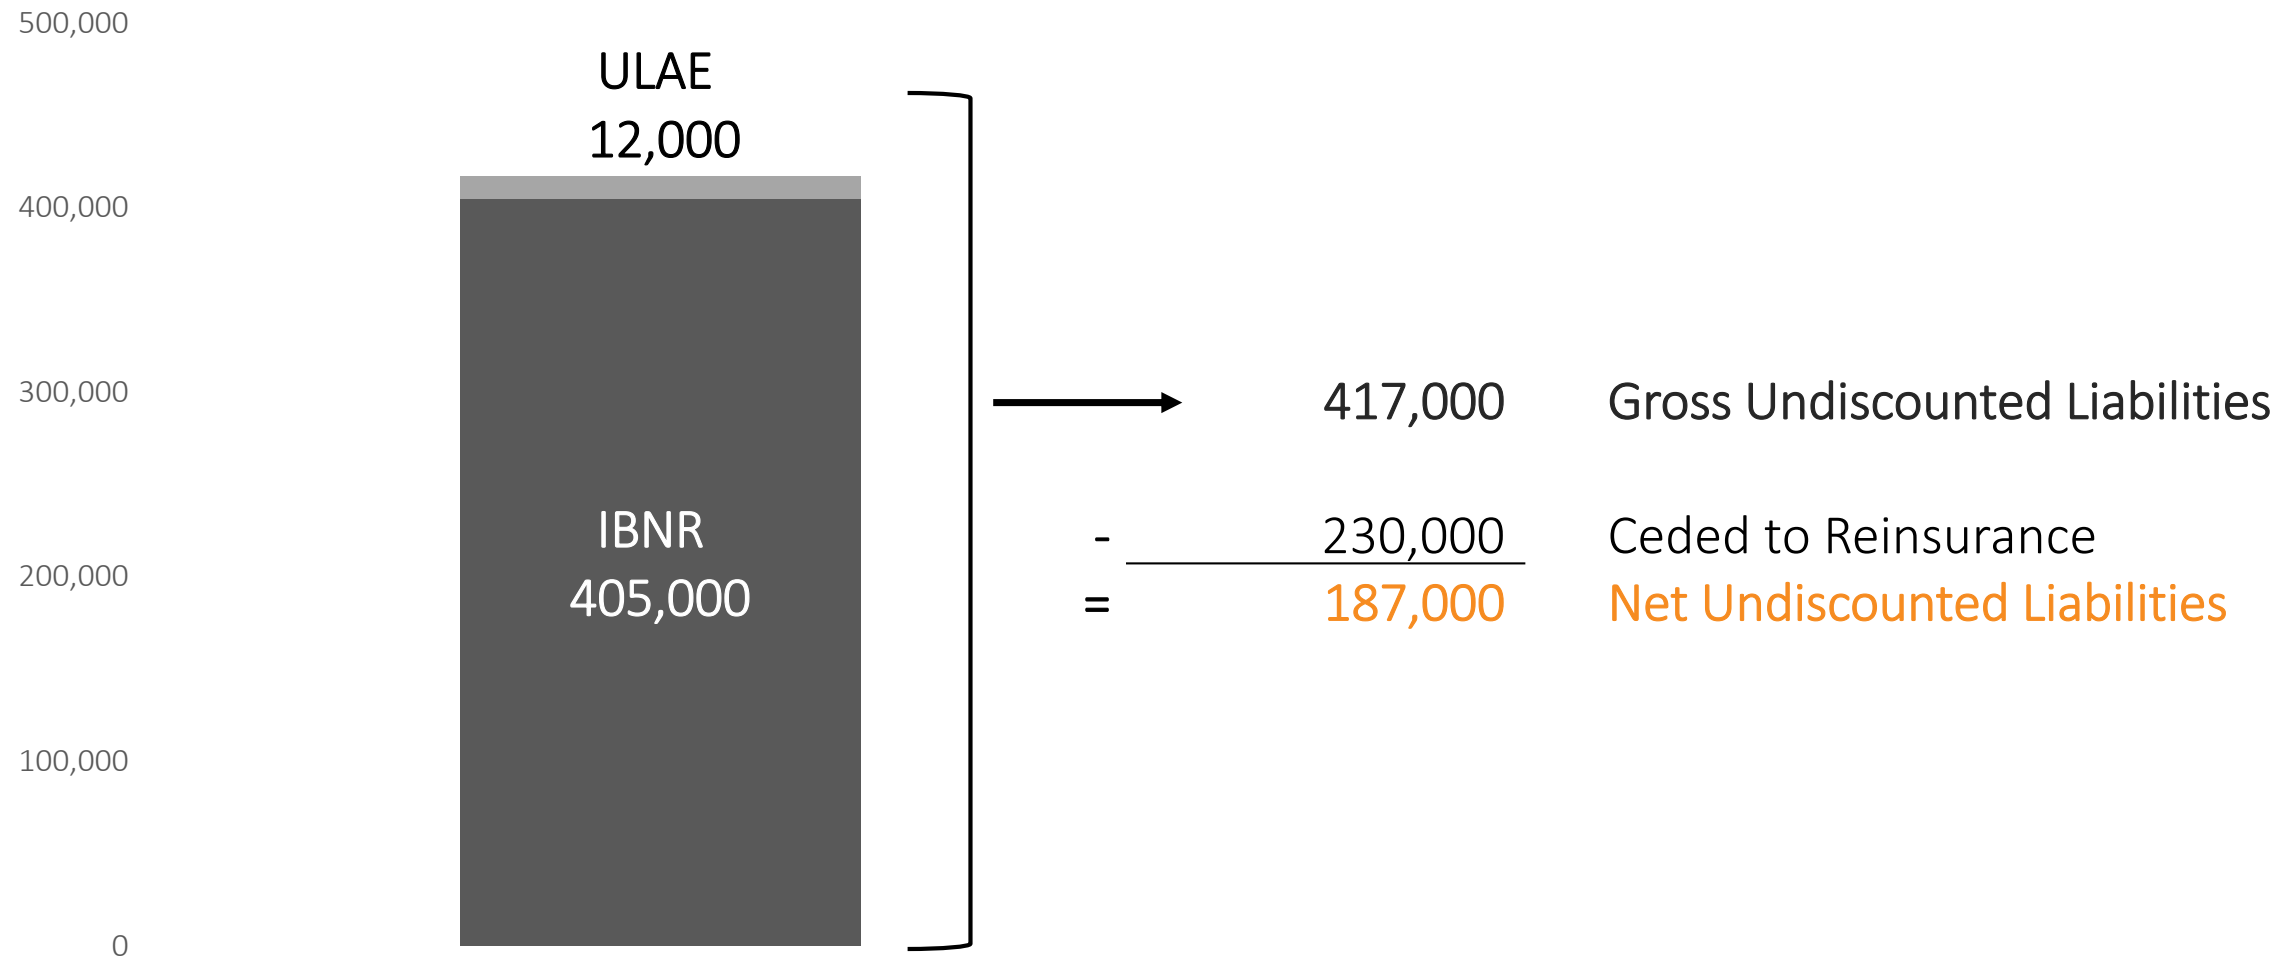 500,000
400,000
300,000
200,000
100,000
0
ULAE
12,000
IBNR
405,000
417,000 Gross Undiscounted Liabilities
- 230,000 Ceded to Reinsurance
= 187,000 Net Undiscounted Liabilities